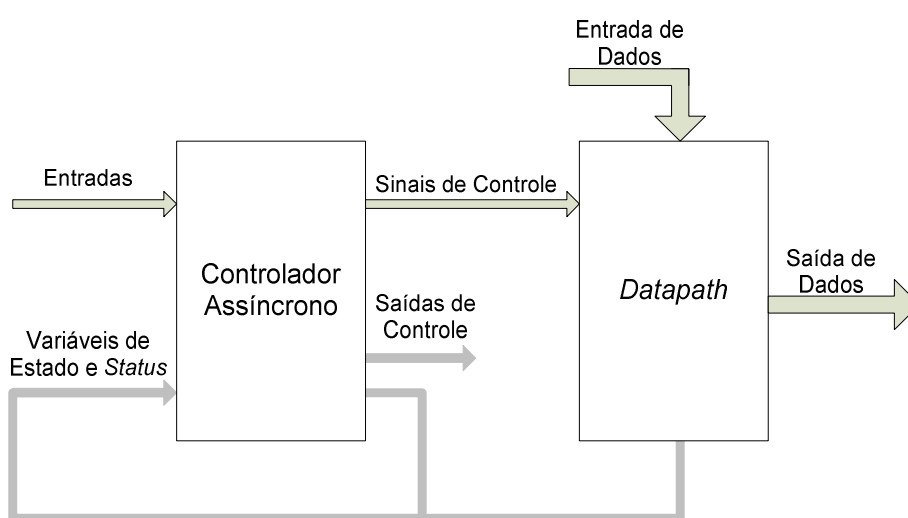 Entrada de
Dados
Entradas
Sinais de Controle
Controlador
Assíncrono
Datapath
Saída de
Dados
Saídas de
Controle
Variáveis de
Estado e Status